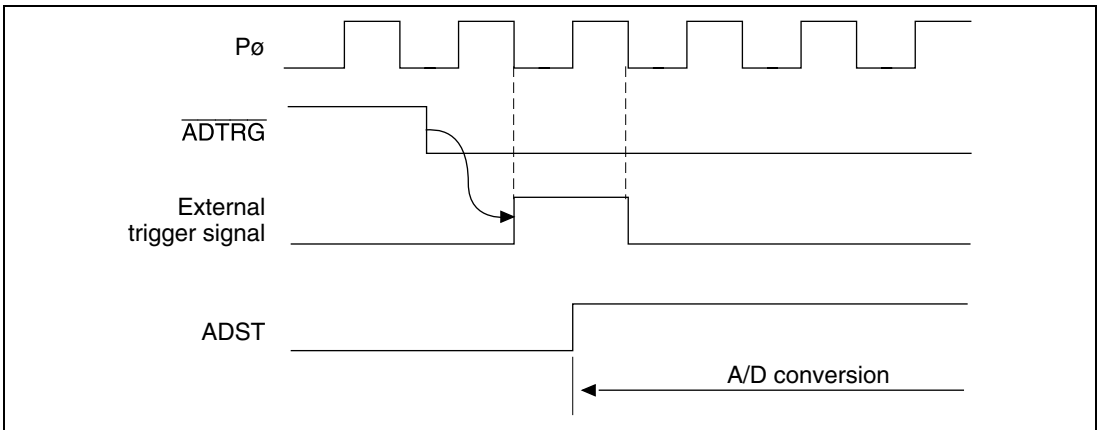 Pø
ADTRG
External
trigger signal
ADST
A/D conversion